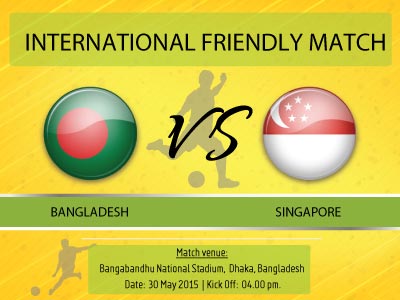 INTERNATIONAL FRIENDLY MATCH
VS
BANGLADESH
SINGAPORE
Match venue:
Bangabandhu National Stadium, Dhaka, Bangladesh
Date: 30 May 2015 | Kick Off: 04.00 pm.